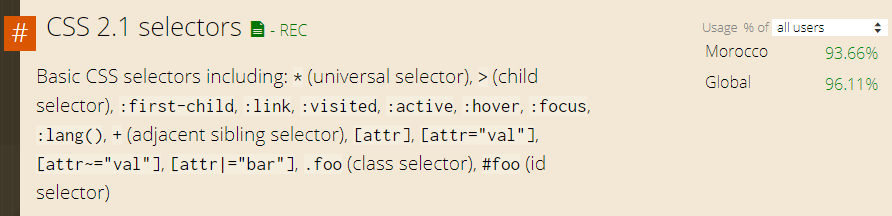 # CSS 2.1 selectors - REC
Usage % of all users
Morocco 93.66%
Global 96.11%
Basic CSS selectors including: * (universal selector), > (child
selector), :first-child, :link, :visited, :active, :hover, :focus,
:lang(), + (adjacent sibling selector), [attr], [attr="val"],
[attr~="val"], [attr|="bar"], .foo (class selector), #foo (id
selector)